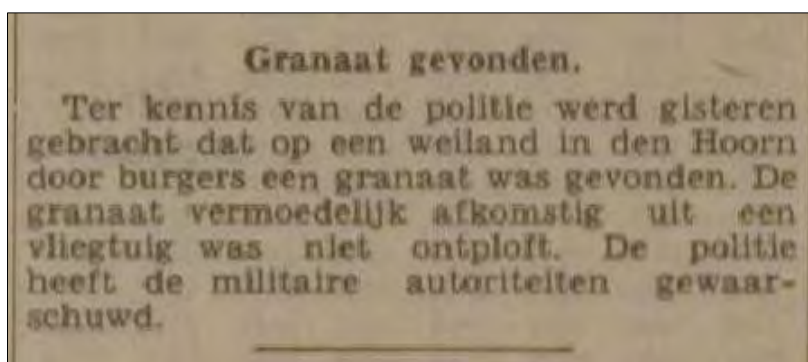 Granaat gevonden.
Ter kennis van de politie werd gisteren
gebracht dat op een weiland in den Hoorn
door burgers een granaat was gevonden. De
granaat vermoedelijk afkomstig uit een
vliegtuig was niet ontploft. De politie
heeft de militaire autoriteiten gewaar-
schuwd.